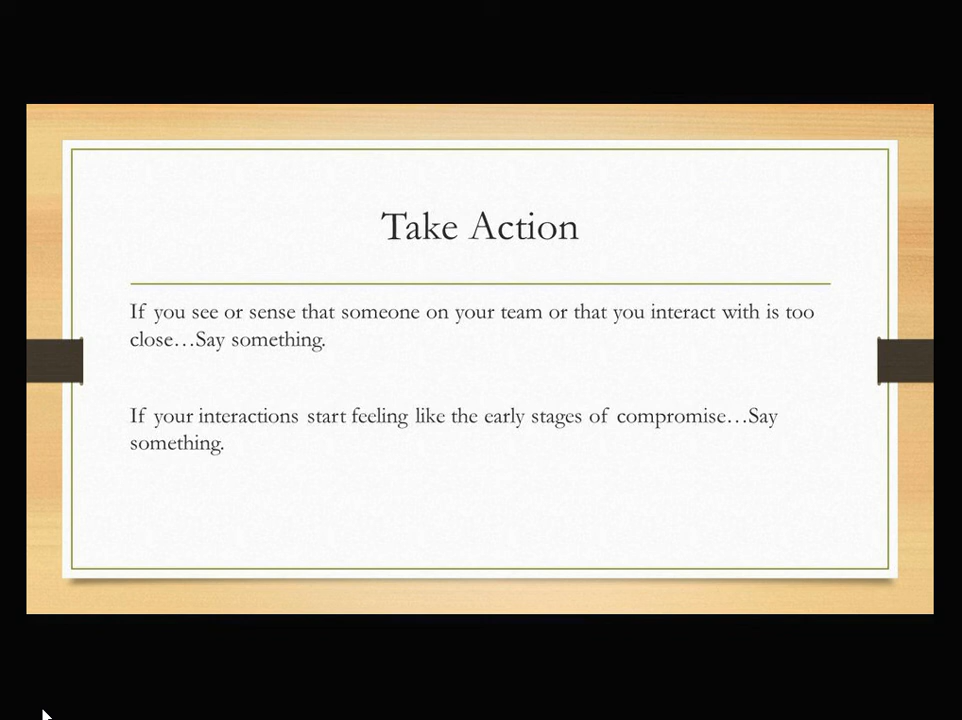 Take Action
If you see or sense that someone on your team or that you interact with is too
close…Say something.
If your interactions start feeling like the early stages of compromise…Say
something.